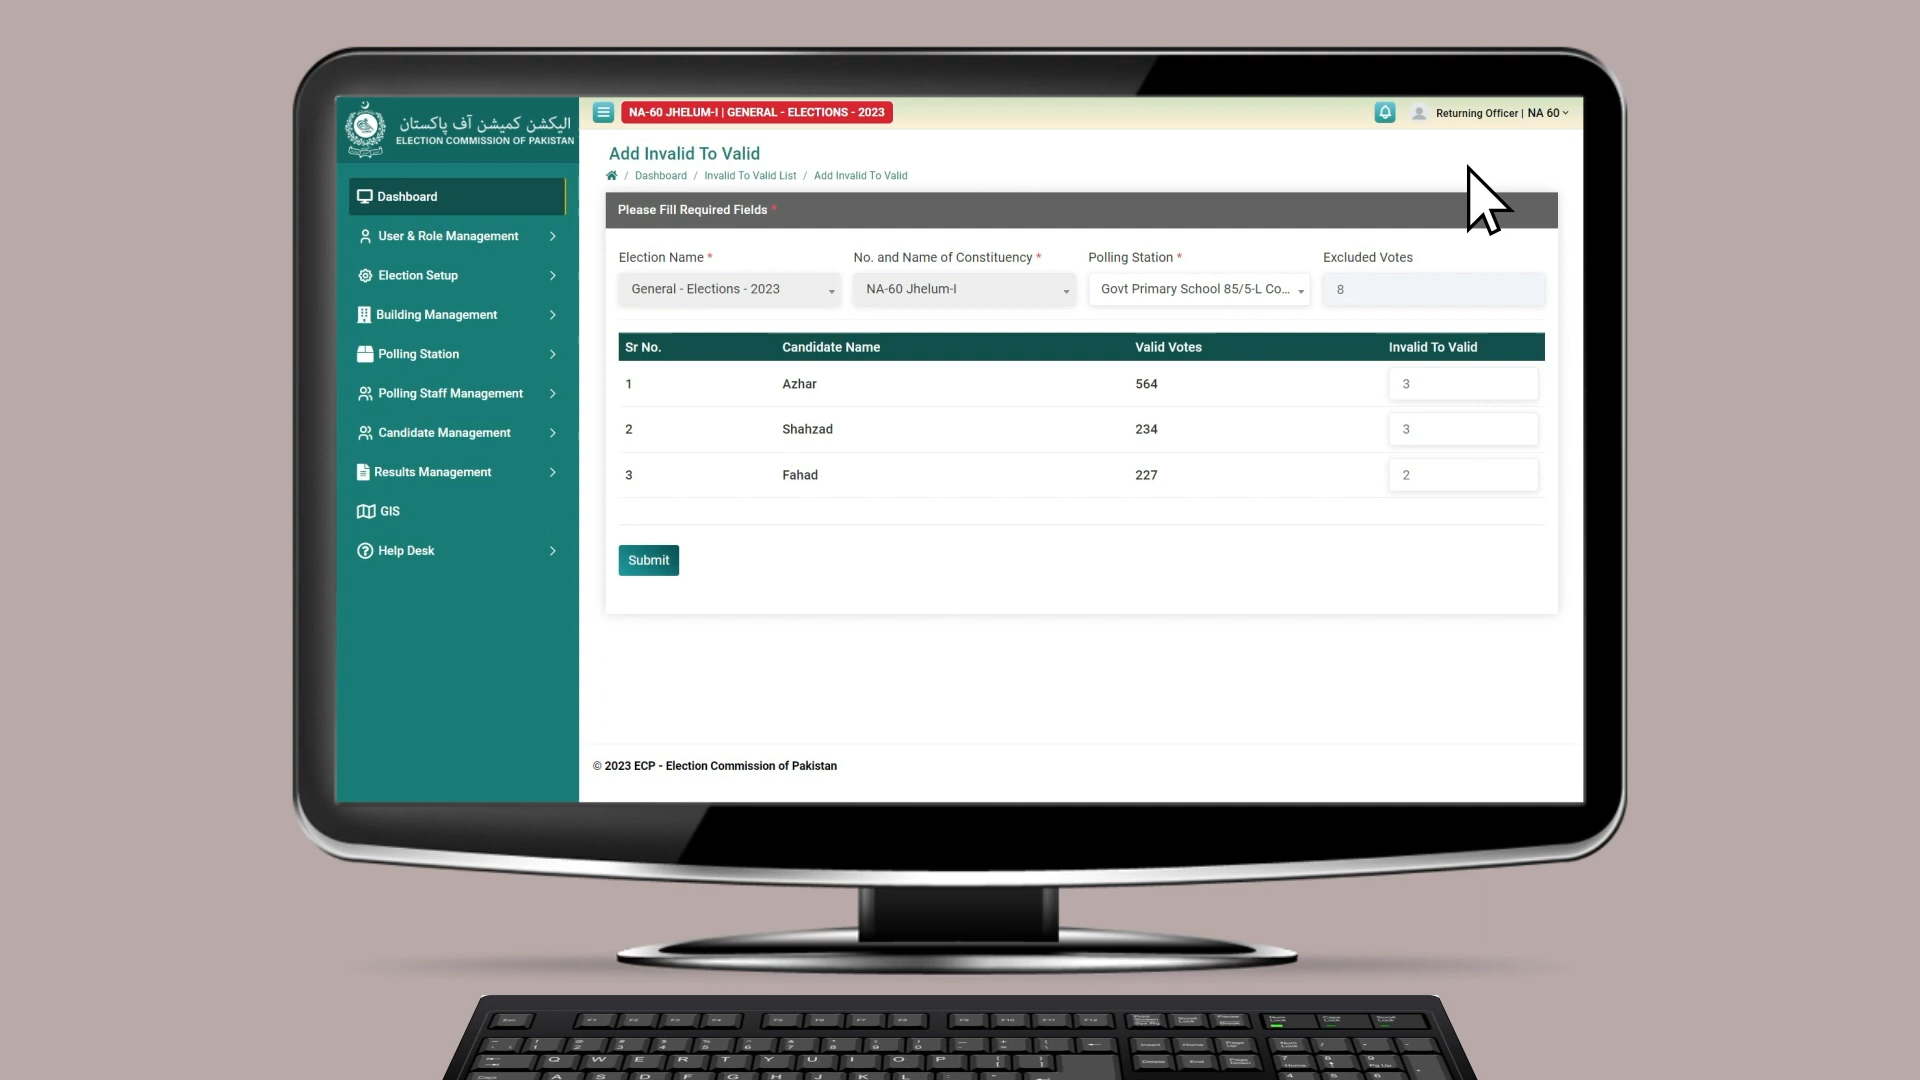 الیکشن کمیشن آف پاکستان
ELECTION COMMISSION OF PAKISTAN
NA-60 JHELUM-I | GENERAL - ELECTIONS - 2023
Returning Officer | NA 60
Dashboard
User & Role Management
Election Setup
Building Management
Polling Station
Polling Staff Management
Candidate Management
Results Management
GIS
Help Desk
Add Invalid To Valid
/ Dashboard / Invalid To Valid List / Add Invalid To Valid
Please Fill Required Fields *
Election Name * No. and Name of Constituency * Polling Station * Excluded Votes
General - Elections - 2023 NA-60 Jhelum-I Govt Primary School 85/5-L Co... 8
Sr No. Candidate Name Valid Votes Invalid To Valid
1 Azhar 564 3
2 Shahzad 234 3
3 Fahad 227 2
Submit
© 2023 ECP - Election Commission of Pakistan
Q W E R T Y U I O P
A S D F G H J K L